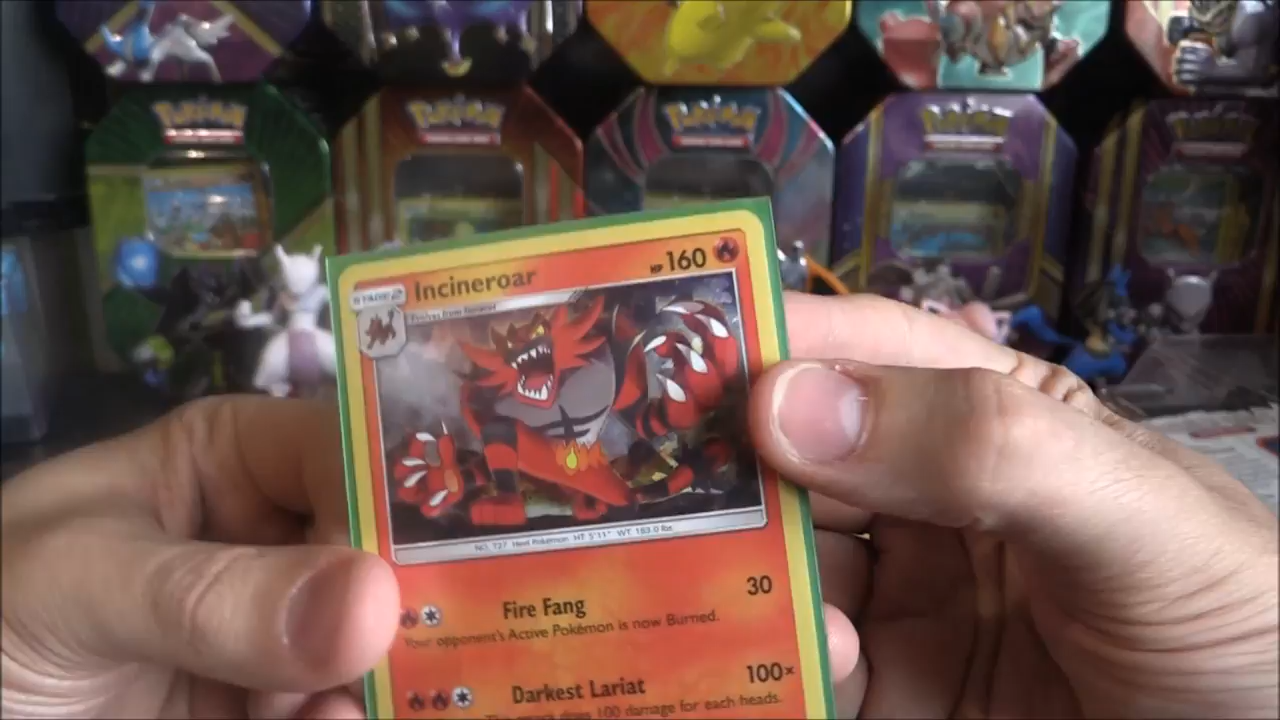 Pokémon
Pokémon
Pokémon
Pokémon
Pokémon
STAGE 2
Incineroar
HP 160
Evolves from Torracat
NO. 727 Heel Pokémon HT: 5'11" WT: 183.0 lbs.
Fire Fang
30
Your opponent's Active Pokémon is now Burned.
Darkest Lariat
100×
does 100 damage for each heads.